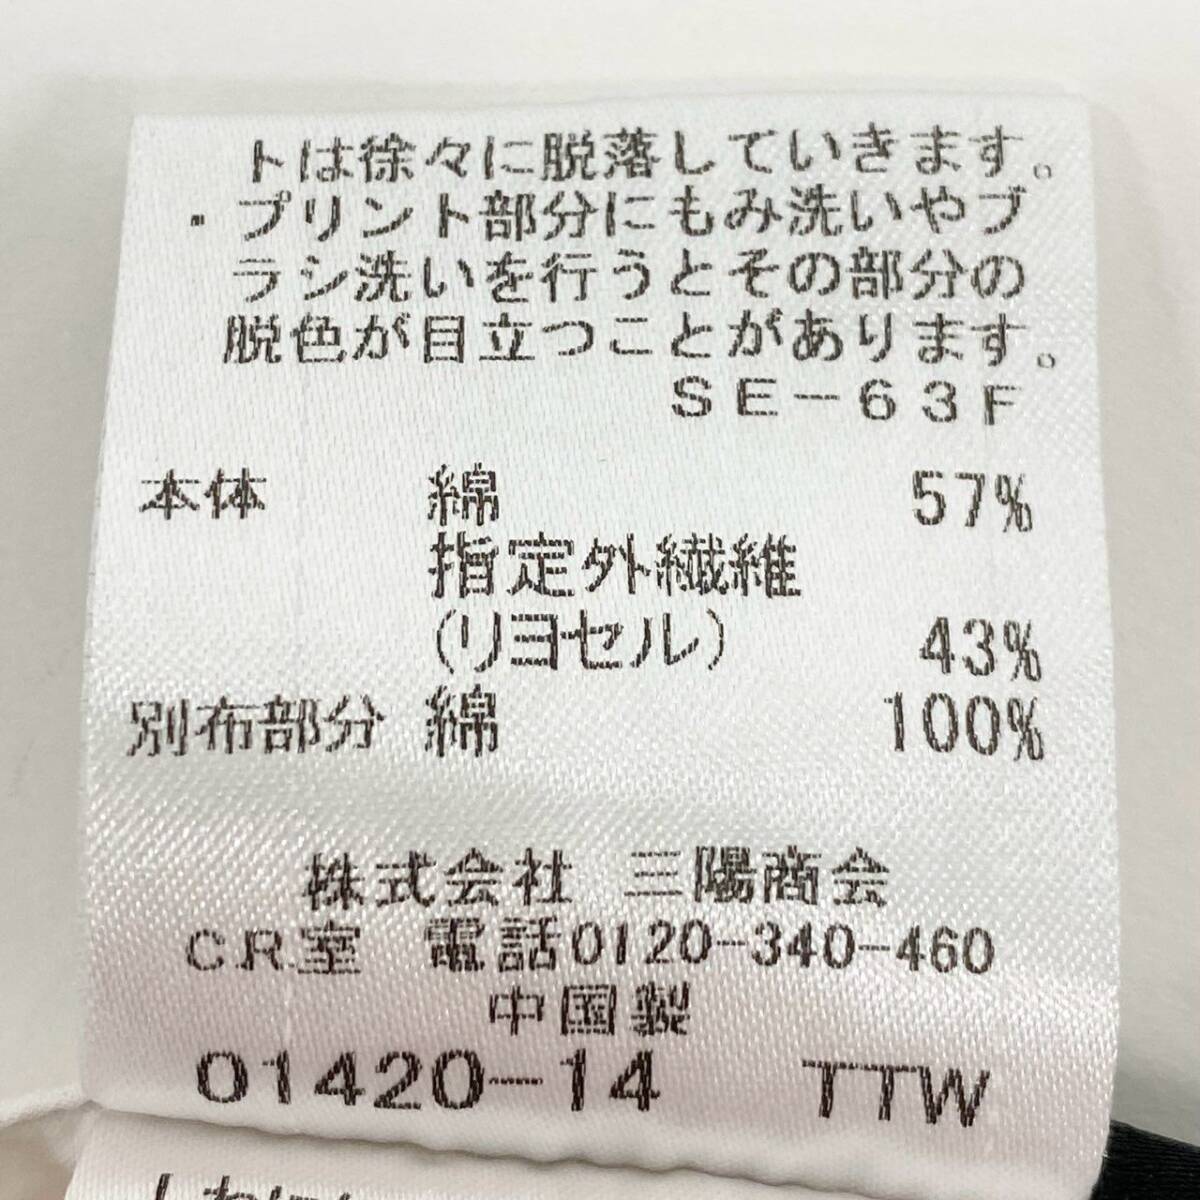 トは徐々に脱落していきます。
・プリント部分にもみ洗いやブ
ラシ洗いを行うとその部分の
脱色が目立つことがあります。
SE-63F
本体 綿 57%
指定外繊維
(リヨセル) 43%
別布部分 綿 100%
株式会社 三陽商会
CR室 電話0120-340-460
中国製
01420-14 TTW